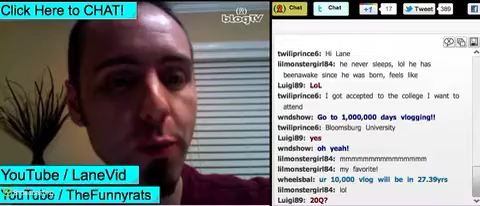 Click Here to CHAT!
blogTV
YouTube / LaneVid
YouTube / TheFunnyrats
Chat
Chat
+1
17
Tweet
389
twiliprince6: Hi Lane
lilmonstergirl84: he never sleeps, lol he has
beenawake since he was born, feels like
Luigi89: LoL
twiliprince6: I got accepted to the college I want to
attend
wndshow: Go to 1,000,000 days vlogging!!
twiliprince6: Bloomsburg University
Luigi89: yes
wndshow: oh yeah!
lilmonstergirl84: mmmmmmmmmmmmmmm
lilmonstergirl84: my favorite!
wheelsbal: ur 10,000 vlog will be in 27.39yrs
lilmonstergirl84: lol
Luigi89: 20Q?